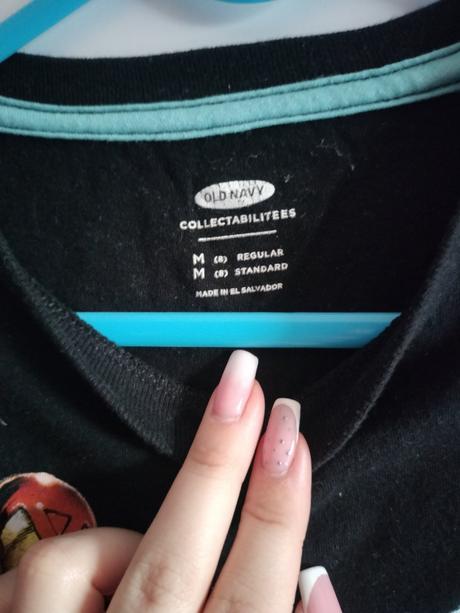 OLD NAVY
COLLECTABILITEES
M (8) REGULAR
M (8) STANDARD
MADE IN EL SALVADOR